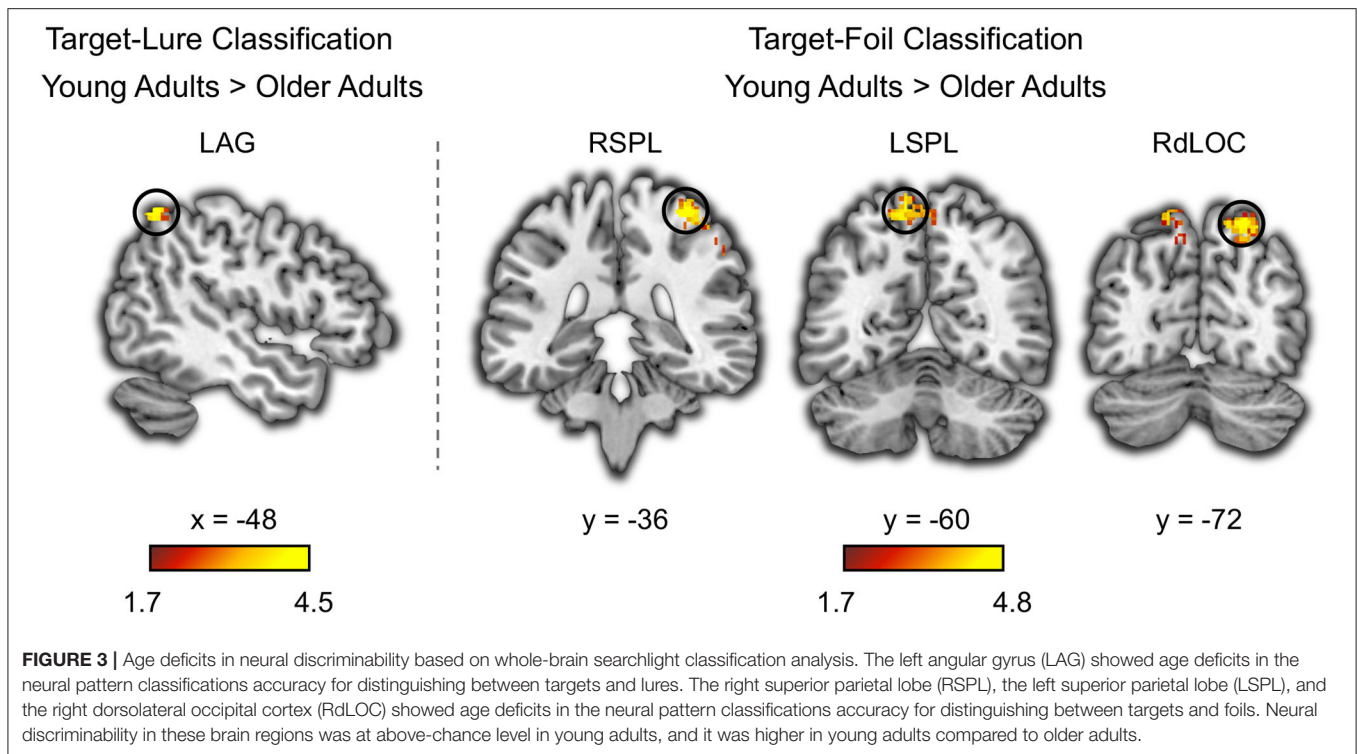 Target-Lure Classification
Young Adults > Older Adults
LAG
x = -48
1.7 4.5
Target-Foil Classification
Young Adults > Older Adults
RSPL LSPL RdLOC
y = -36 y = -60 y = -72
1.7 4.8
FIGURE 3 | Age deficits in neural discriminability based on whole-brain searchlight classification analysis. The left angular gyrus (LAG) showed age deficits in the
neural pattern classifications accuracy for distinguishing between targets and lures. The right superior parietal lobe (RSPL), the left superior parietal lobe (LSPL), and
the right dorsolateral occipital cortex (RdLOC) showed age deficits in the neural pattern classifications accuracy for distinguishing between targets and foils. Neural
discriminability in these brain regions was at above-chance level in young adults, and it was higher in young adults compared to older adults.